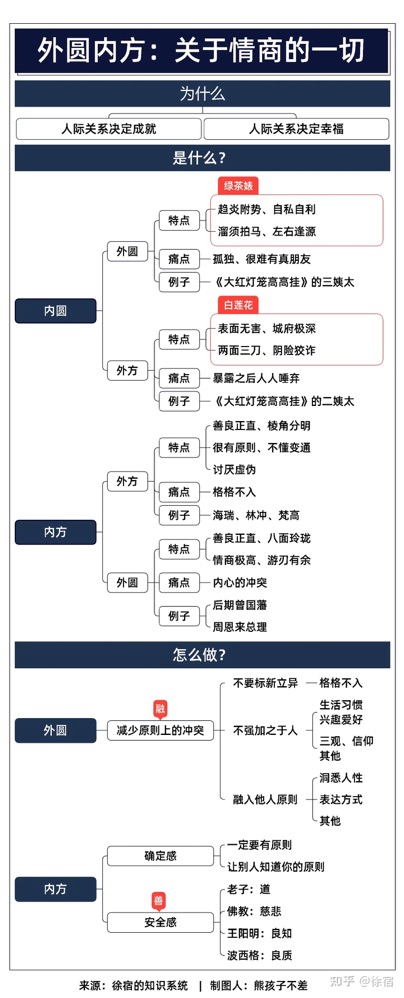 外圆内方：关于情商的一切
为什么
人际关系决定成就
人际关系决定幸福
是什么?
内圆
外圆
特点
绿茶婊
趋炎附势、自私自利
溜须拍马、左右逢源
痛点
孤独、很难有真朋友
例子
《大红灯笼高高挂》的三姨太
外方
特点
白莲花
表面无害、城府极深
两面三刀、阴险狡诈
痛点
暴露之后人人唾弃
例子
《大红灯笼高高挂》的二姨太
内方
外方
特点
善良正直、棱角分明
很有原则、不懂变通
讨厌虚伪
痛点
格格不入
例子
海瑞、林冲、梵高
外圆
特点
善良正直、八面玲珑
情商极高、游刃有余
痛点
内心的冲突
例子
后期曾国藩
周恩来总理
怎么做?
外圆
融
减少原则上的冲突
不要标新立异
格格不入
不强加之于人
生活习惯
兴趣爱好
三观、信仰
其他
融入他人原则
洞悉人性
表达方式
其他
内方
确定感
一定要有原则
让别人知道你的原则
善
安全感
老子：道
佛教：慈悲
王阳明：良知
波西格：良质
来源：徐宿的知识系统 | 制图人：熊孩子不差
知乎 @徐宿